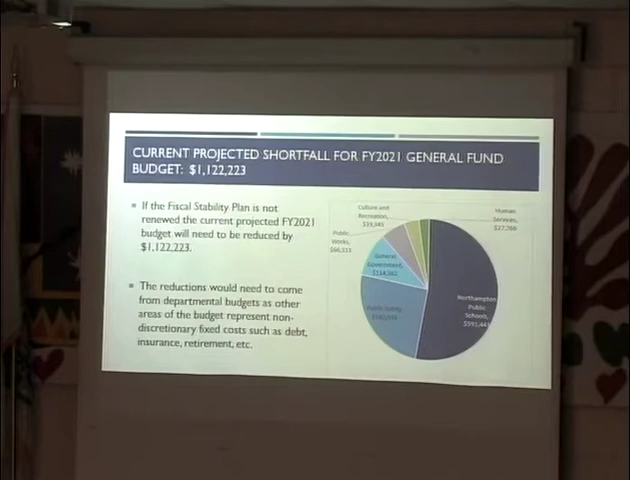 CURRENT PROJECTED SHORTFALL FOR FY2021 GENERAL FUND
BUDGET: $1,122,223
If the Fiscal Stability Plan is not
renewed the current projected FY2021
budget will need to be reduced by
$1,122,223.
The reductions would need to come
from departmental budgets as other
areas of the budget represent non-
discretionary fixed costs such as debt,
insurance, retirement, etc.
Culture and
Recreation,
Human
Services,
Public
Works,
General
Government,
Public Safety,
Northampton
Public
Schools,